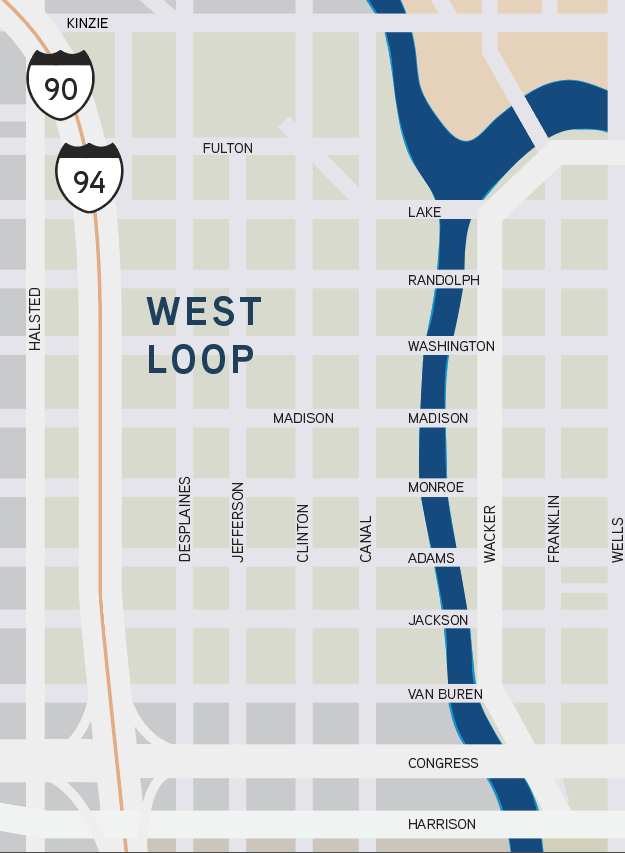 KINZIE
90
FULTON
94
LAKE
RANDOLPH
HALSTED
WEST
LOOP
WASHINGTON
MADISON
MADISON
MONROE
DESPLAINES
JEFFERSON
CLINTON
CANAL
WACKER
FRANKLIN
WELLS
ADAMS
JACKSON
VAN BUREN
CONGRESS
HARRISON